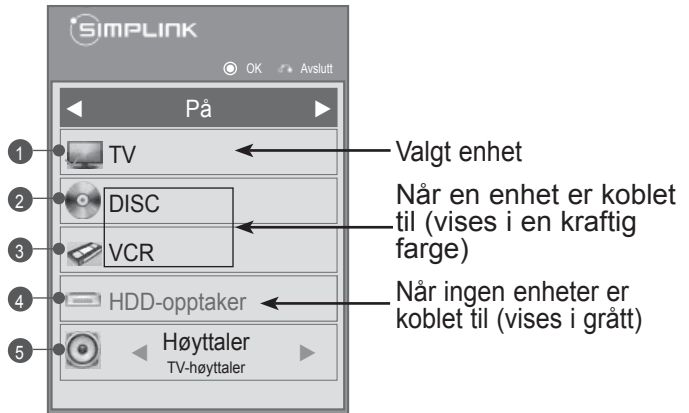 SIMPLINK
OK Avslutt
◀ På ▶
1 TV
Valgt enhet
2 DISC
3 VCR
Når en enhet er koblet
til (vises i en kraftig
farge)
4 HDD-opptaker
Når ingen enheter er
koblet til (vises i grått)
5 ◀ Høyttaler ▶
TV-høyttaler